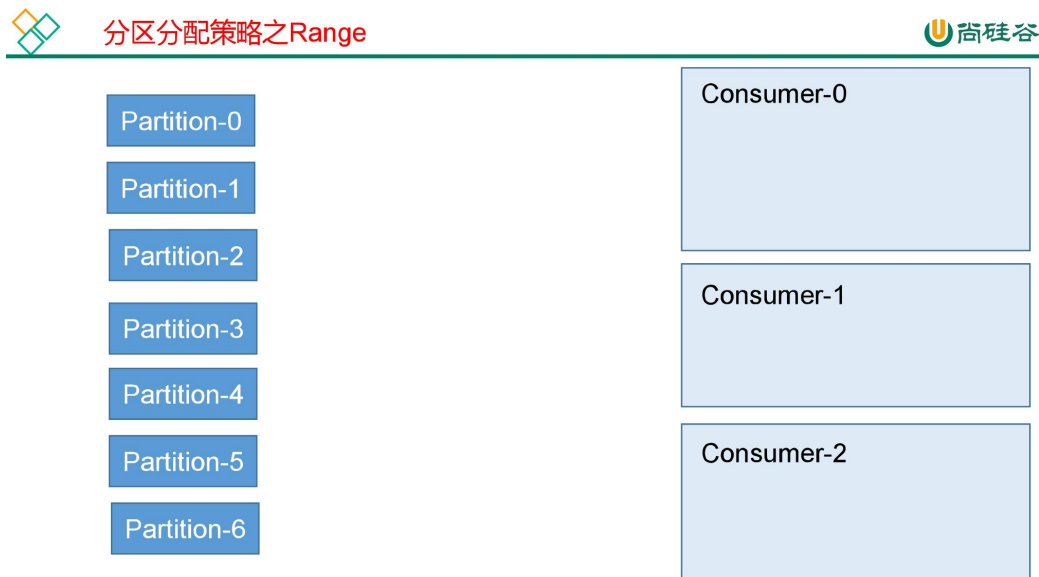 分区分配策略之Range
尚硅谷
Partition-0
Partition-1
Partition-2
Partition-3
Partition-4
Partition-5
Partition-6
Consumer-0
Consumer-1
Consumer-2